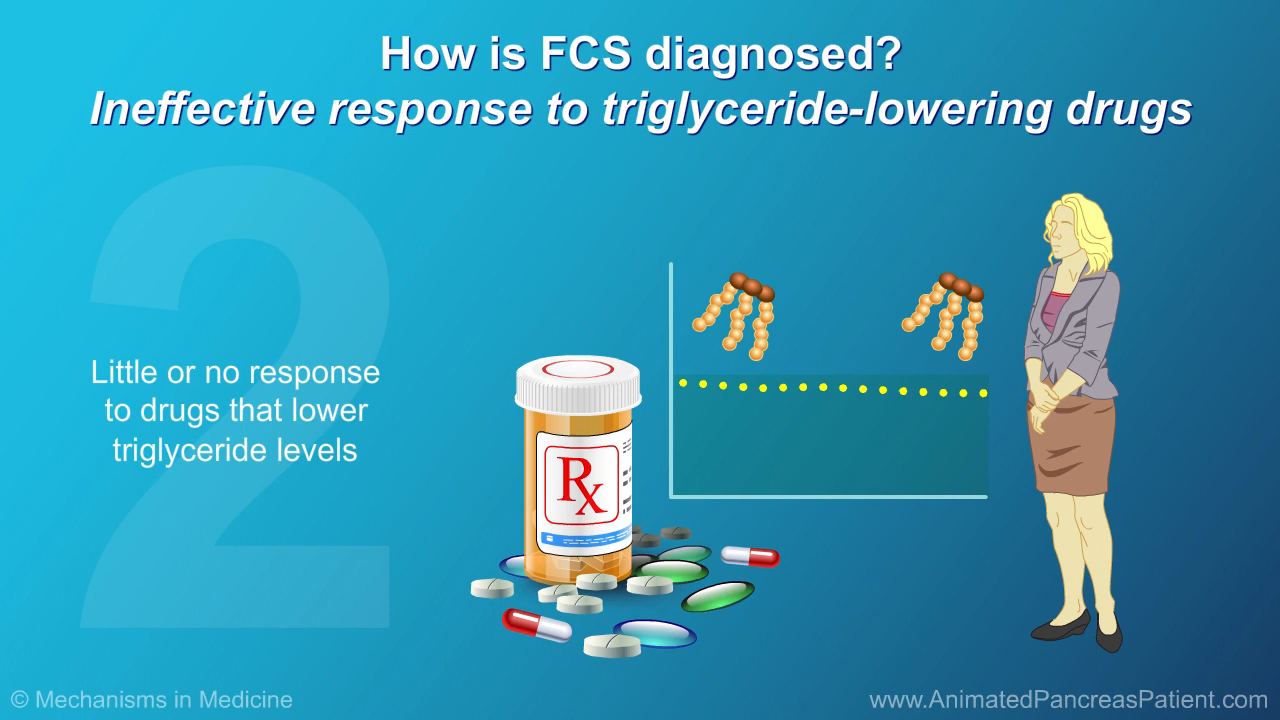 How is FCS diagnosed?
Ineffective response to triglyceride-lowering drugs
2
Little or no response
to drugs that lower
triglyceride levels
Rx
© Mechanisms in Medicine
www.AnimatedPancreasPatient.com